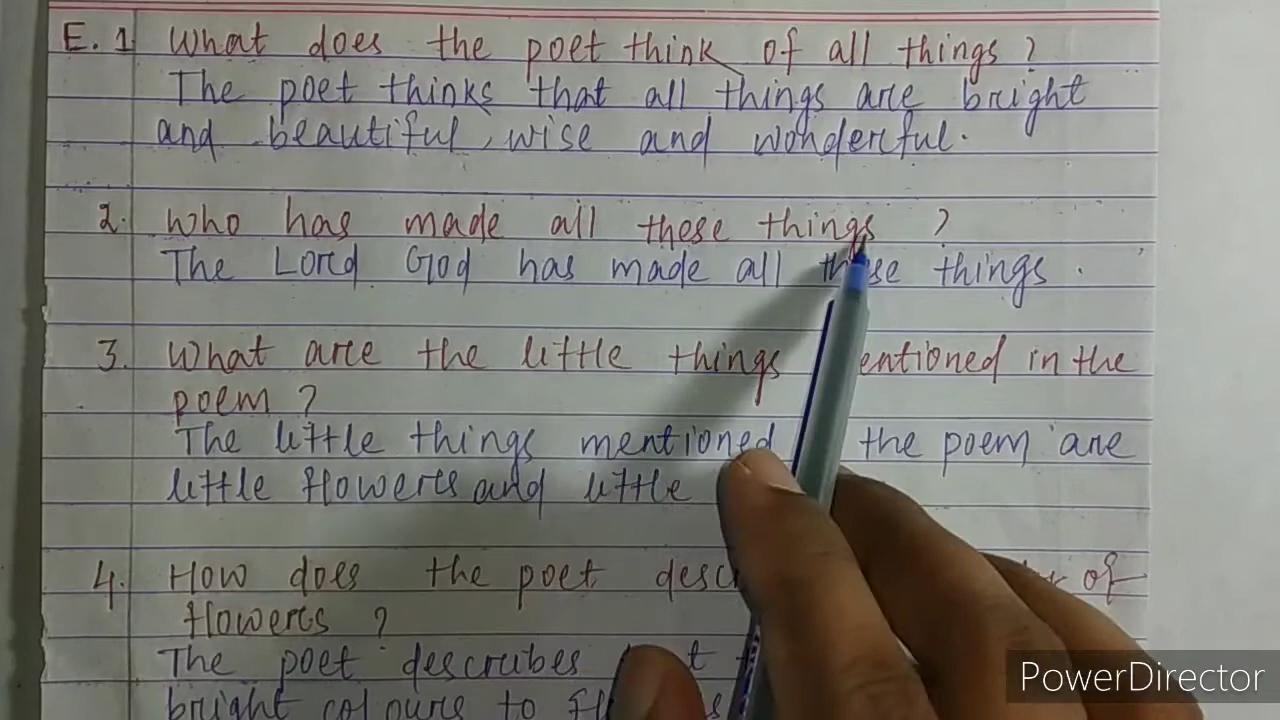 E. 1 What does the poet think of all things ?
The poet thinks that all things are bright
and beautiful, wise and wonderful.
2. Who has made all these things ?
The Lord God has made all these things .
3. What are the little things mentioned in the
poem ?
The little things mentioned the poem are
little flowers and little
4. How does the poet of
flowers ?
The poet describes
bright colours to
PowerDirector